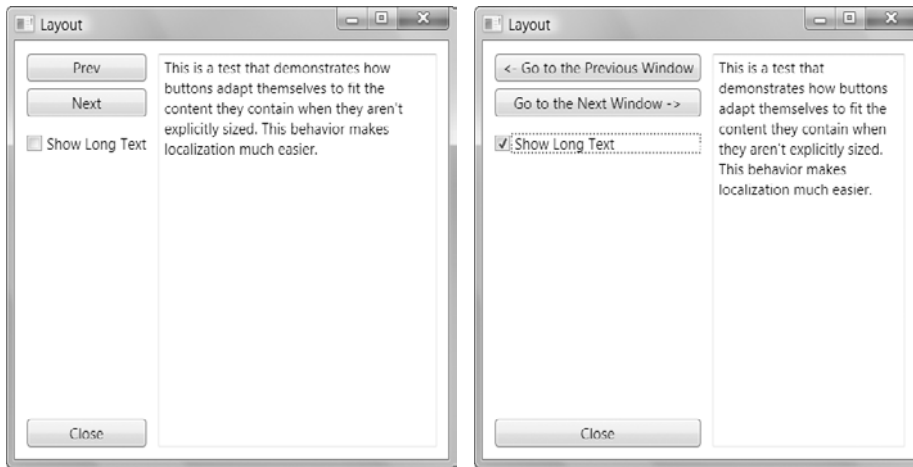 Layout
Prev
Next
Show Long Text
Close
This is a test that demonstrates how
buttons adapt themselves to fit the
content they contain when they aren't
explicitly sized. This behavior makes
localization much easier.
Layout
<- Go to the Previous Window
Go to the Next Window ->
Show Long Text
Close
This is a test that
demonstrates how buttons
adapt themselves to fit the
content they contain when
they aren't explicitly sized.
This behavior makes
localization much easier.